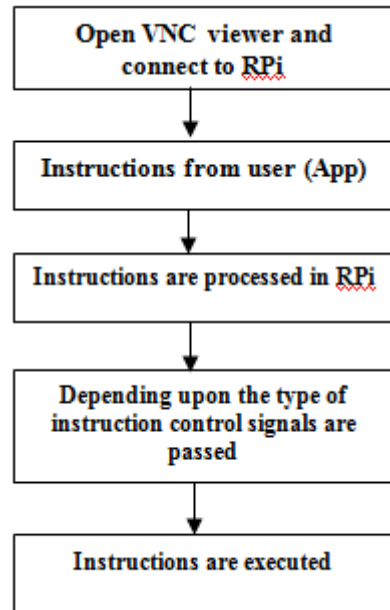 Open VNC viewer and
connect to RPi
Instructions from user (App)
Instructions are processed in RPi
Depending upon the type of
instruction control signals are
passed
Instructions are executed